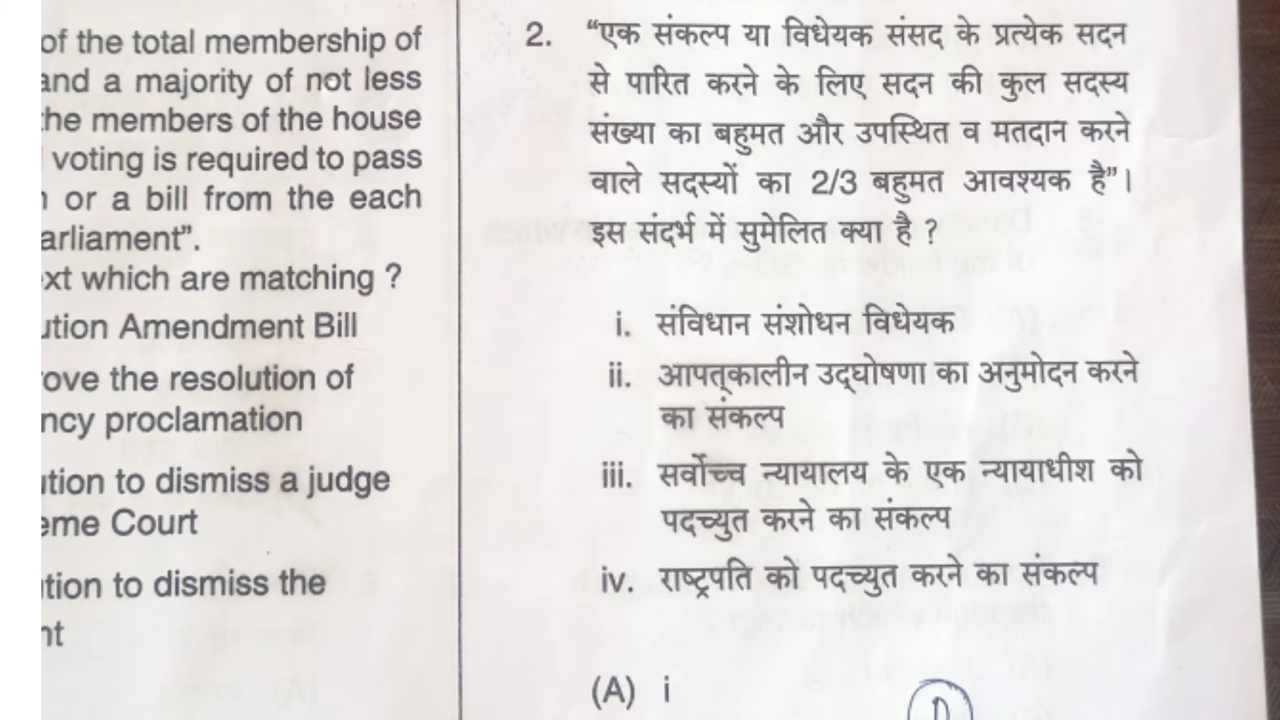 of the total membership of
and a majority of not less
the members of the house
voting is required to pass
or a bill from the each
arliament”.
ext which are matching ?
ution Amendment Bill
ove the resolution of
ncy proclamation
ution to dismiss a judge
eme Court
ution to dismiss the
nt
2. “एक संकल्प या विधेयक संसद के प्रत्येक सदन
से पारित करने के लिए सदन की कुल सदस्य
संख्या का बहुमत और उपस्थित व मतदान करने
वाले सदस्यों का 2/3 बहुमत आवश्यक है”।
इस संदर्भ में सुमेलित क्या है ?
i. संविधान संशोधन विधेयक
ii. आपत्कालीन उद्घोषणा का अनुमोदन करने
का संकल्प
iii. सर्वोच्च न्यायालय के एक न्यायाधीश को
पदच्युत करने का संकल्प
iv. राष्ट्रपति को पदच्युत करने का संकल्प
(A) i
D